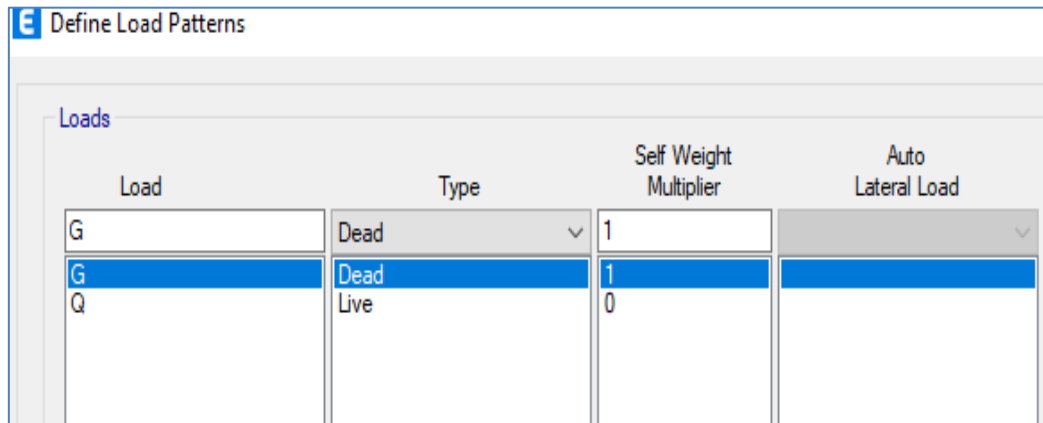 E Define Load Patterns
Loads
Load Type Self Weight Multiplier Auto Lateral Load
G Dead 1
G Dead 1
Q Live 0